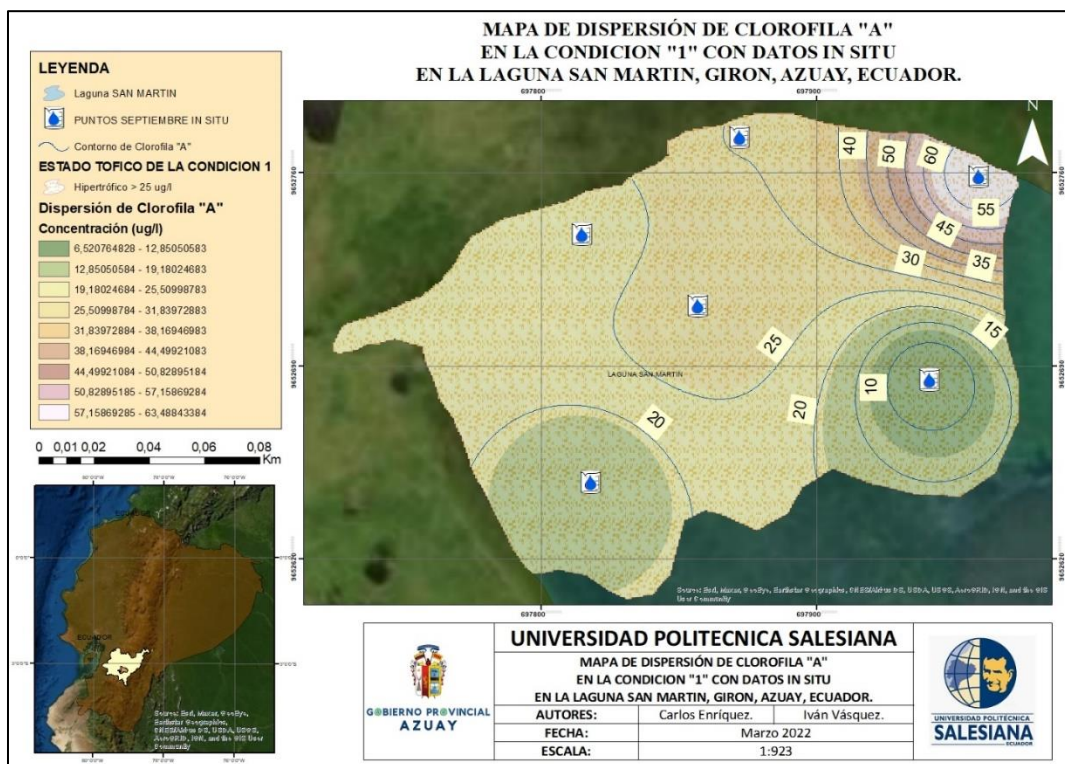 MAPA DE DISPERSIÓN DE CLOROFILA "A"
EN LA CONDICION "1" CON DATOS IN SITU
EN LA LAGUNA SAN MARTIN, GIRON, AZUAY, ECUADOR.
LEYENDA
Laguna SAN MARTIN
PUNTOS SEPTIEMBRE IN SITU
Contorno de Clorofila "A"
ESTADO TOFICO DE LA CONDICION 1
Hipertrófico > 25 ug/l
Dispersión de Clorofila "A"
Concentración (ug/l)
6,520764828 - 12,85050583
12,85050584 - 19,18024683
19,18024684 - 25,50998783
25,50998784 - 31,83972883
31,83972884 - 38,16946983
38,16946984 - 44,49921083
44,49921084 - 50,82895184
50,82895185 - 57,15869284
57,15869285 - 63,48843384
0 0,01 0,02 0,04 0,06 0,08
Km
697800 697900
N
9652760
9652690
9652620
40 50 60
55
45
35
30
25
15
10
20
20
LAGUNA SAN MARTIN
697800 697900
ECUADOR
UNIVERSIDAD POLITECNICA SALESIANA
MAPA DE DISPERSIÓN DE CLOROFILA "A"
EN LA CONDICION "1" CON DATOS IN SITU
EN LA LAGUNA SAN MARTIN, GIRON, AZUAY, ECUADOR.
AUTORES: Carlos Enríquez. Iván Vásquez.
FECHA: Marzo 2022
ESCALA: 1:923
GOBIERNO PROVINCIAL
AZUAY
UNIVERSIDAD POLITÉCNICA
SALESIANA
ECUADOR